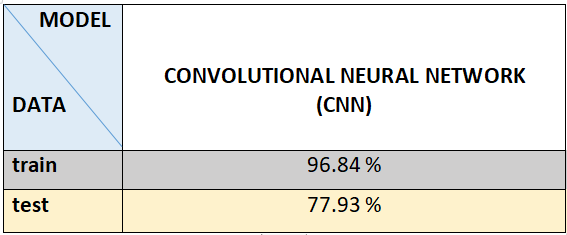 MODEL
DATA
CONVOLUTIONAL NEURAL NETWORK
(CNN)
train 96.84 %
test 77.93 %